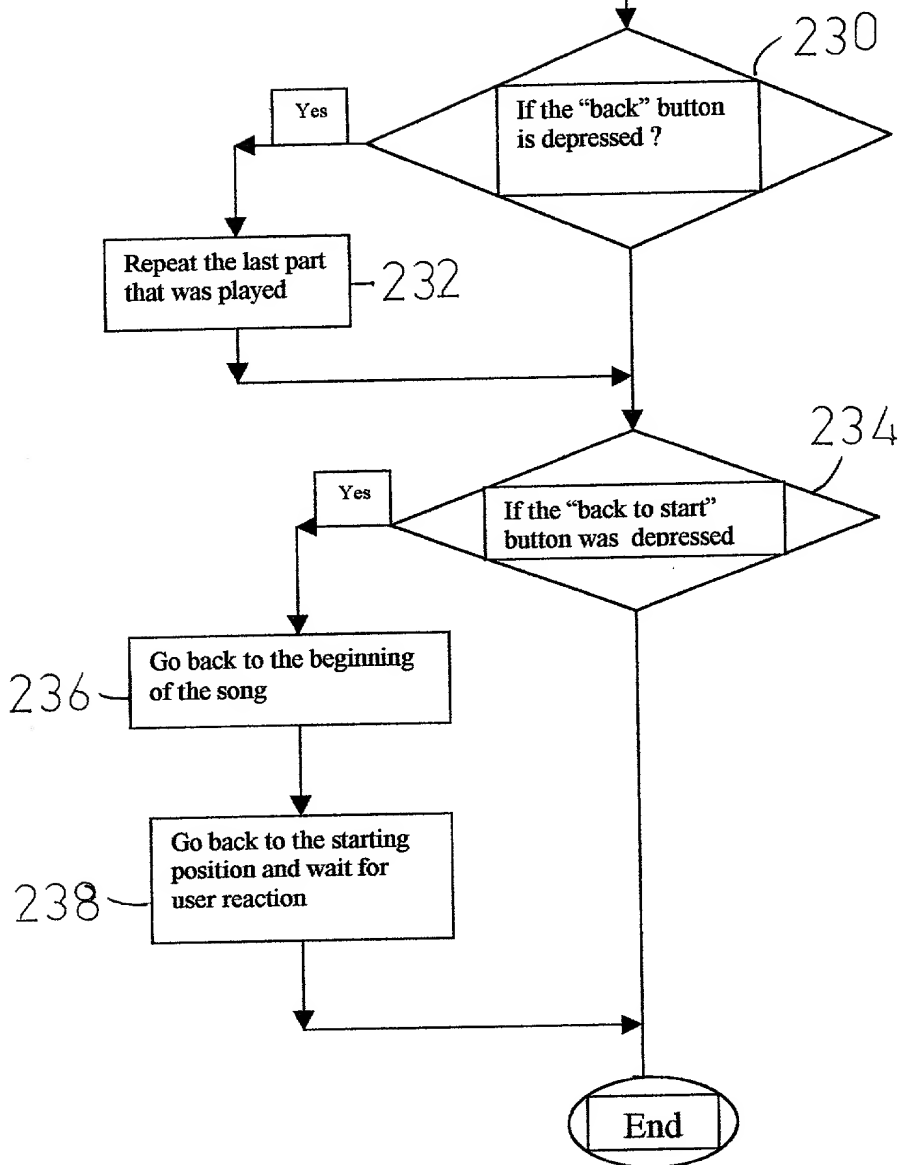 230
Yes
If the “back” button
is depressed ?
Repeat the last part
that was played
232
234
Yes
If the “back to start”
button was depressed
Go back to the beginning
of the song
236
Go back to the starting
position and wait for
user reaction
238
End